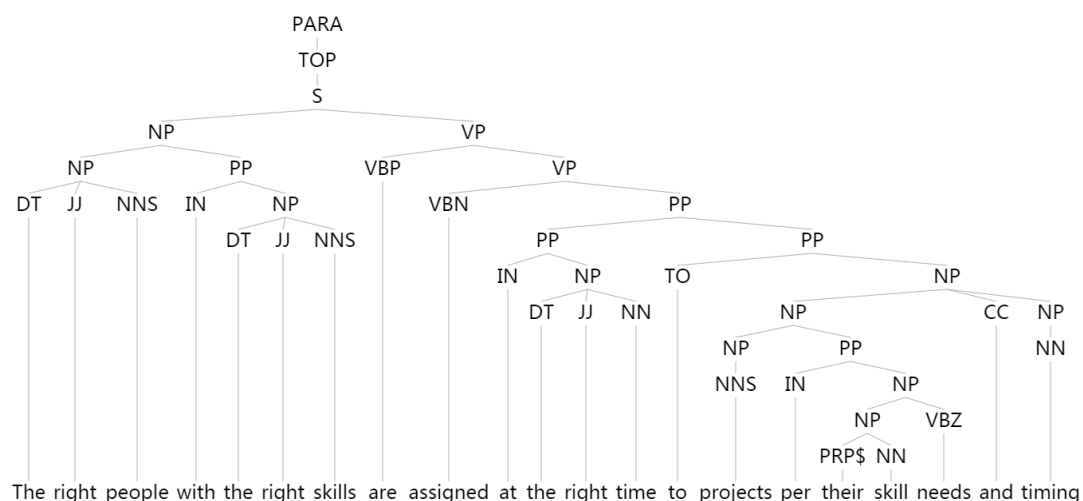 PARA
TOP
S
NP VP
NP PP VBP VP
DT JJ NNS IN NP VBN PP
DT JJ NNS PP PP
IN NP TO NP
DT JJ NN NP CC NP
NP PP NN
NNS IN NP
NP VBZ
PRP$ NN
The right people with the right skills are assigned at the right time to projects per their skill needs and timing